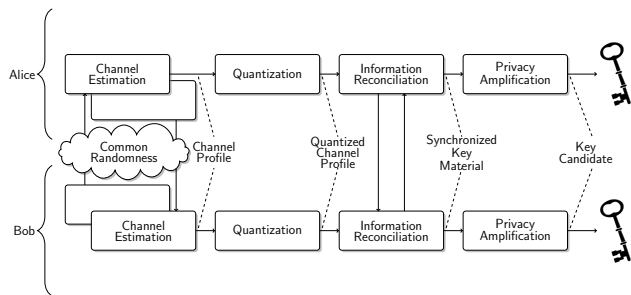 Alice
Channel
Estimation
Quantization
Information
Reconciliation
Privacy
Amplification
Common
Randomness
Channel
Profile
Quantized
Channel
Profile
Synchronized
Key
Material
Key
Candidate
Bob
Channel
Estimation
Quantization
Information
Reconciliation
Privacy
Amplification